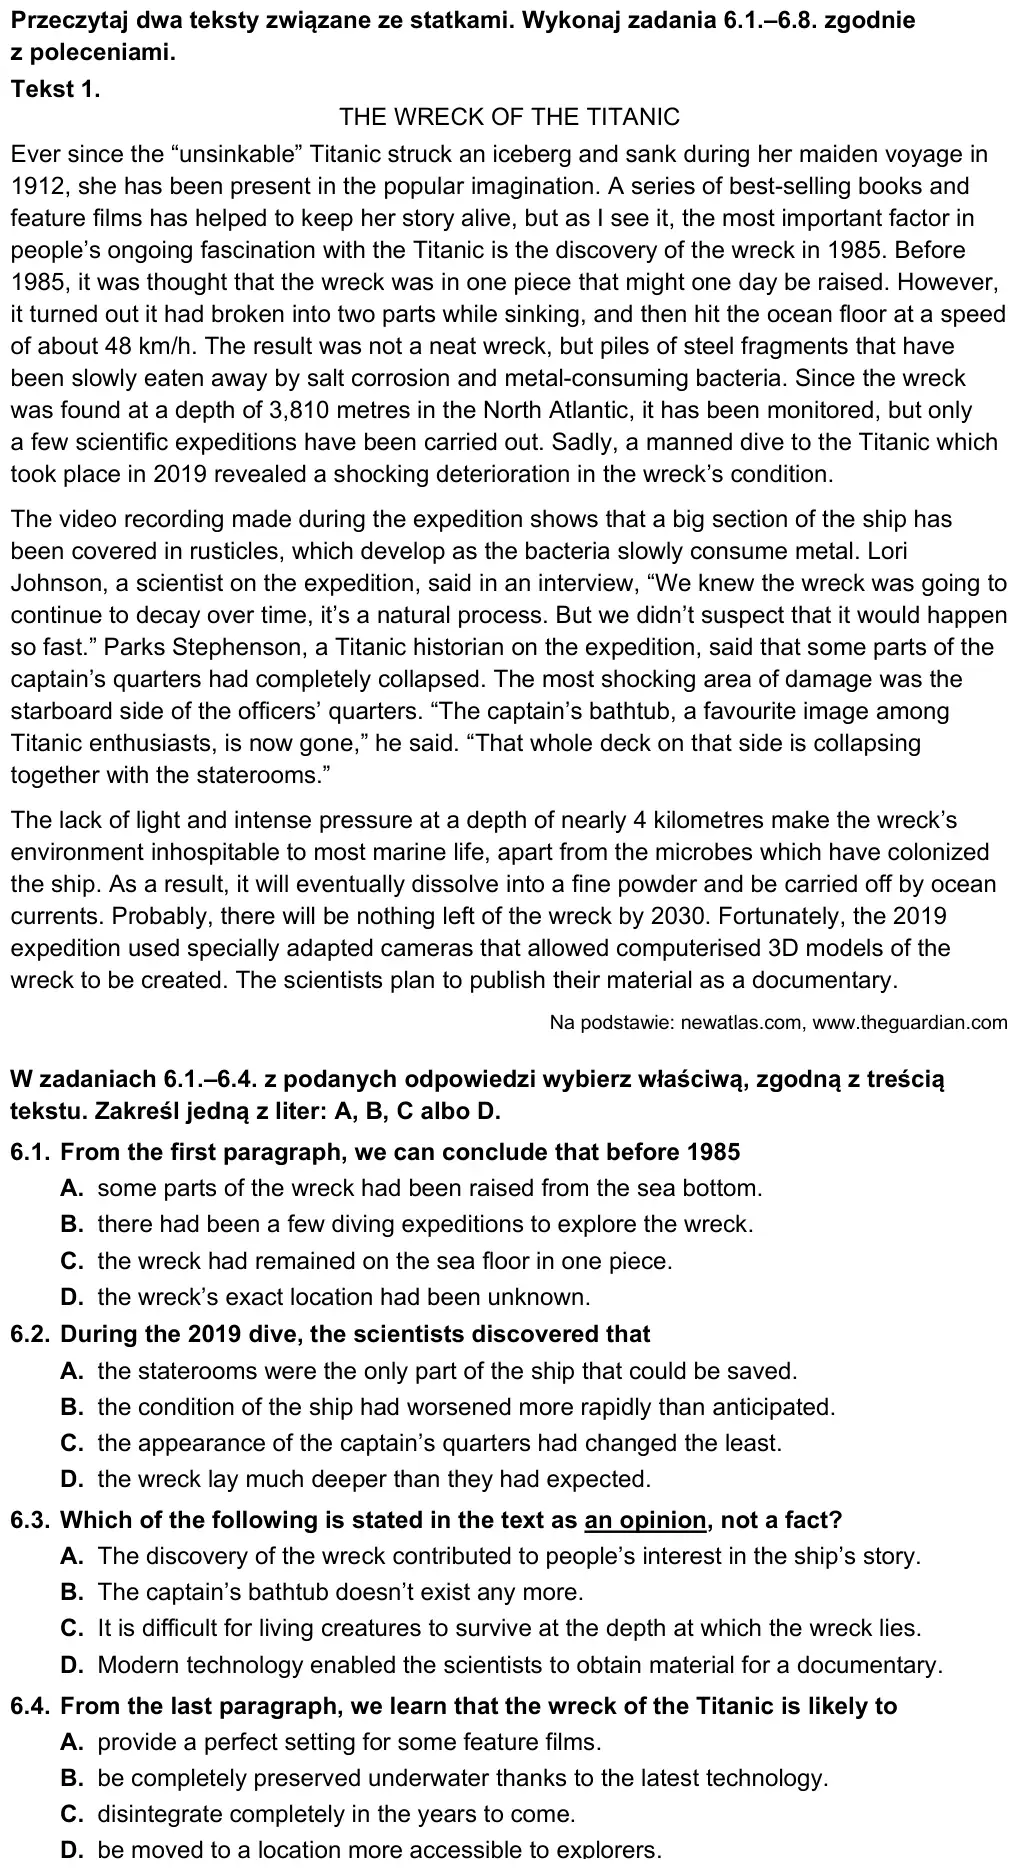 Przeczytaj dwa teksty związane ze statkami. Wykonaj zadania 6.1.–6.8. zgodnie
z poleceniami.
Tekst 1.
THE WRECK OF THE TITANIC
Ever since the “unsinkable” Titanic struck an iceberg and sank during her maiden voyage in
1912, she has been present in the popular imagination. A series of best-selling books and
feature films has helped to keep her story alive, but as I see it, the most important factor in
people’s ongoing fascination with the Titanic is the discovery of the wreck in 1985. Before
1985, it was thought that the wreck was in one piece that might one day be raised. However,
it turned out it had broken into two parts while sinking, and then hit the ocean floor at a speed
of about 48 km/h. The result was not a neat wreck, but piles of steel fragments that have
been slowly eaten away by salt corrosion and metal-consuming bacteria. Since the wreck
was found at a depth of 3,810 metres in the North Atlantic, it has been monitored, but only
a few scientific expeditions have been carried out. Sadly, a manned dive to the Titanic which
took place in 2019 revealed a shocking deterioration in the wreck’s condition.
The video recording made during the expedition shows that a big section of the ship has
been covered in rusticles, which develop as the bacteria slowly consume metal. Lori
Johnson, a scientist on the expedition, said in an interview, “We knew the wreck was going to
continue to decay over time, it’s a natural process. But we didn’t suspect that it would happen
so fast.” Parks Stephenson, a Titanic historian on the expedition, said that some parts of the
captain’s quarters had completely collapsed. The most shocking area of damage was the
starboard side of the officers’ quarters. “The captain’s bathtub, a favourite image among
Titanic enthusiasts, is now gone,” he said. “That whole deck on that side is collapsing
together with the staterooms.”
The lack of light and intense pressure at a depth of nearly 4 kilometres make the wreck’s
environment inhospitable to most marine life, apart from the microbes which have colonized
the ship. As a result, it will eventually dissolve into a fine powder and be carried off by ocean
currents. Probably, there will be nothing left of the wreck by 2030. Fortunately, the 2019
expedition used specially adapted cameras that allowed computerised 3D models of the
wreck to be created. The scientists plan to publish their material as a documentary.
Na podstawie: newatlas.com, www.theguardian.com
W zadaniach 6.1.–6.4. z podanych odpowiedzi wybierz właściwą, zgodną z treścią
tekstu. Zakreśl jedną z liter: A, B, C albo D.
6.1. From the first paragraph, we can conclude that before 1985
A. some parts of the wreck had been raised from the sea bottom.
B. there had been a few diving expeditions to explore the wreck.
C. the wreck had remained on the sea floor in one piece.
D. the wreck’s exact location had been unknown.
6.2. During the 2019 dive, the scientists discovered that
A. the staterooms were the only part of the ship that could be saved.
B. the condition of the ship had worsened more rapidly than anticipated.
C. the appearance of the captain’s quarters had changed the least.
D. the wreck lay much deeper than they had expected.
6.3. Which of the following is stated in the text as an opinion, not a fact?
A. The discovery of the wreck contributed to people’s interest in the ship’s story.
B. The captain’s bathtub doesn’t exist any more.
C. It is difficult for living creatures to survive at the depth at which the wreck lies.
D. Modern technology enabled the scientists to obtain material for a documentary.
6.4. From the last paragraph, we learn that the wreck of the Titanic is likely to
A. provide a perfect setting for some feature films.
B. be completely preserved underwater thanks to the latest technology.
C. disintegrate completely in the years to come.
D. be moved to a location more accessible to explorers.